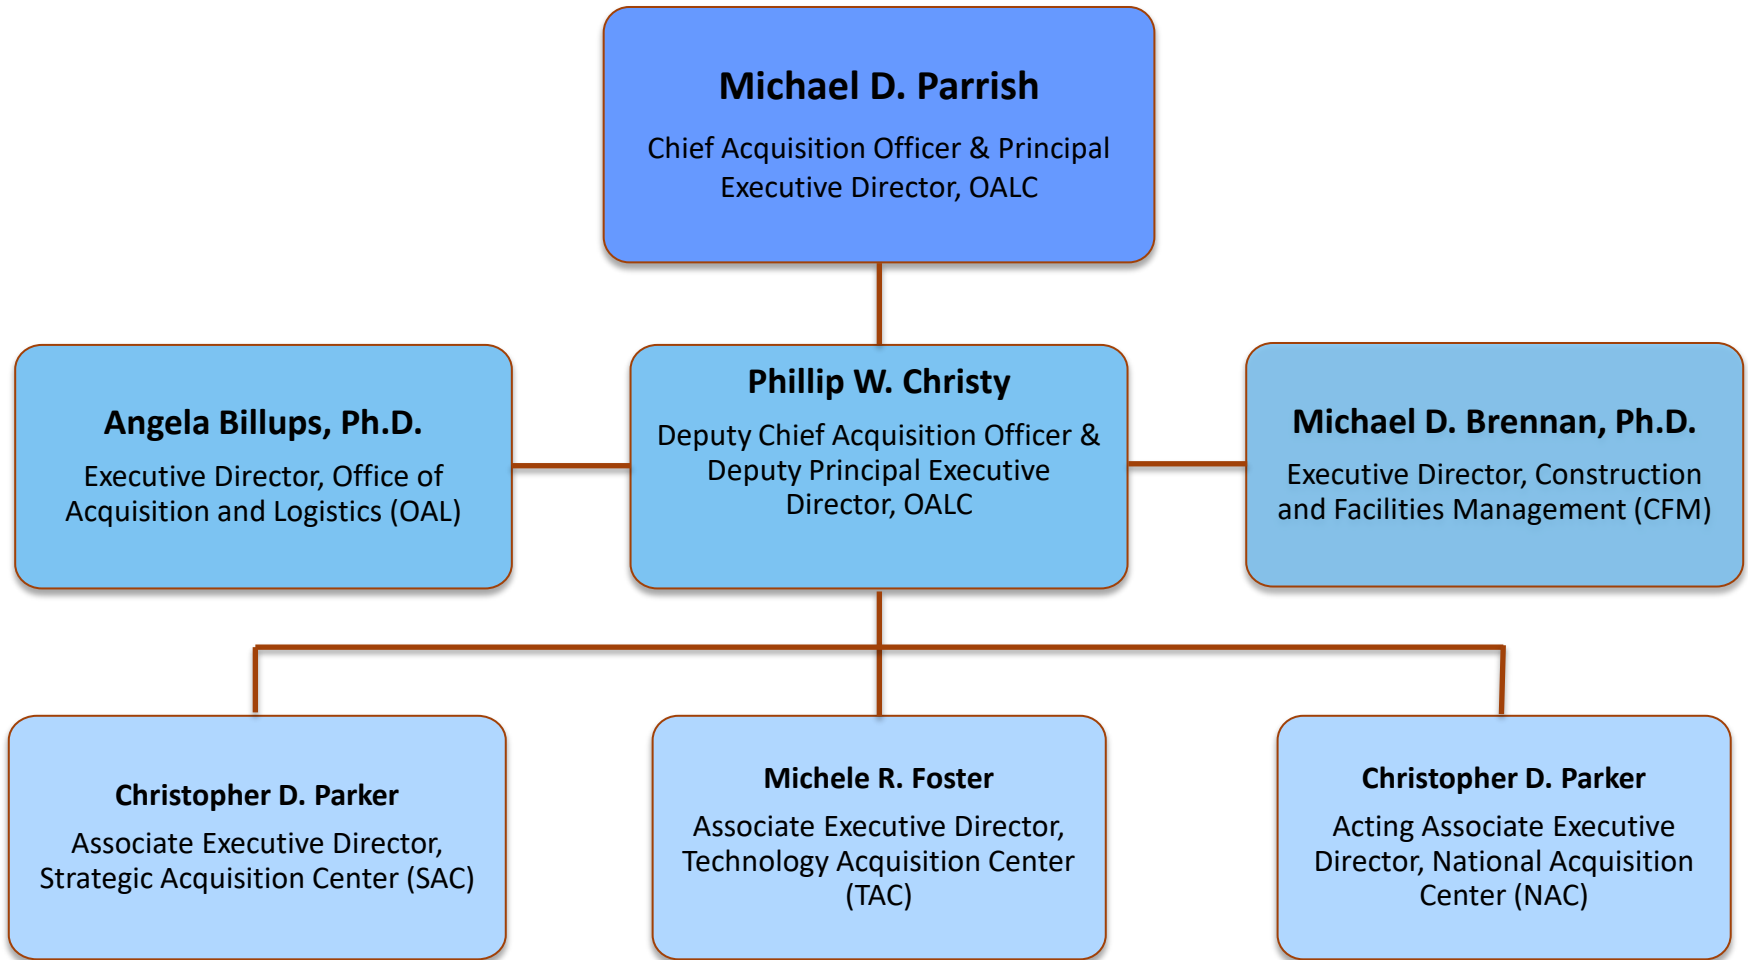 Michael D. Parrish
Chief Acquisition Officer & Principal
Executive Director, OALC
Angela Billups, Ph.D.
Executive Director, Office of
Acquisition and Logistics (OAL)
Phillip W. Christy
Deputy Chief Acquisition Officer &
Deputy Principal Executive
Director, OALC
Michael D. Brennan, Ph.D.
Executive Director, Construction
and Facilities Management (CFM)
Christopher D. Parker
Associate Executive Director,
Strategic Acquisition Center (SAC)
Michele R. Foster
Associate Executive Director,
Technology Acquisition Center
(TAC)
Christopher D. Parker
Acting Associate Executive
Director, National Acquisition
Center (NAC)